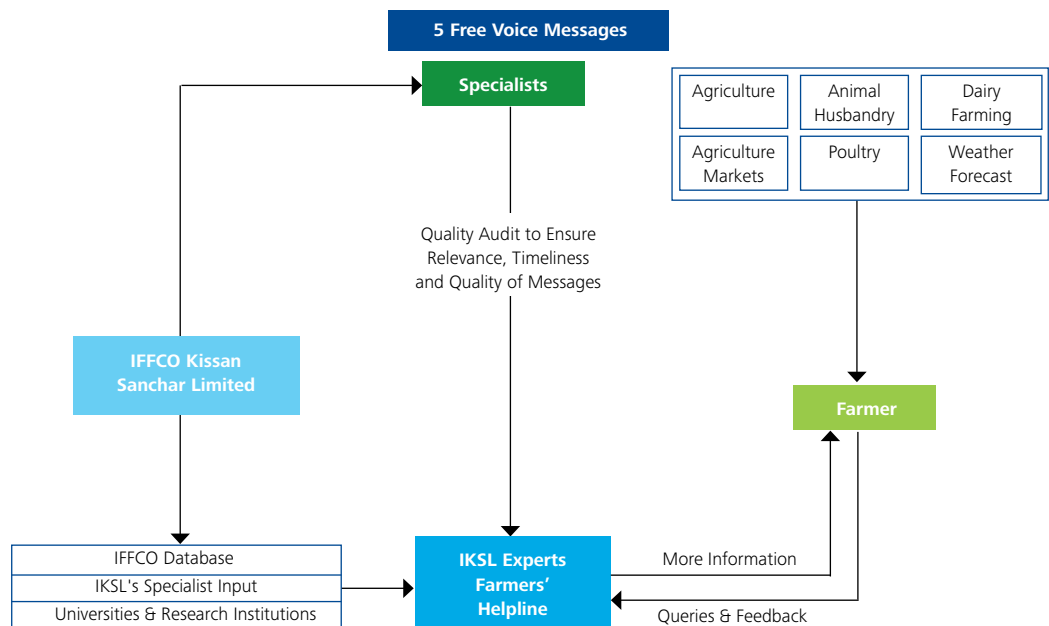 5 Free Voice Messages
Specialists
Agriculture
Animal
Husbandry
Dairy
Farming
Agriculture
Markets
Poultry
Weather
Forecast
Quality Audit to Ensure
Relevance, Timeliness
and Quality of Messages
IFFCO Kissan
Sanchar Limited
Farmer
IFFCO Database
IKSL's Specialist Input
Universities & Research Institutions
IKSL Experts
Farmers’
Helpline
More Information
Queries & Feedback